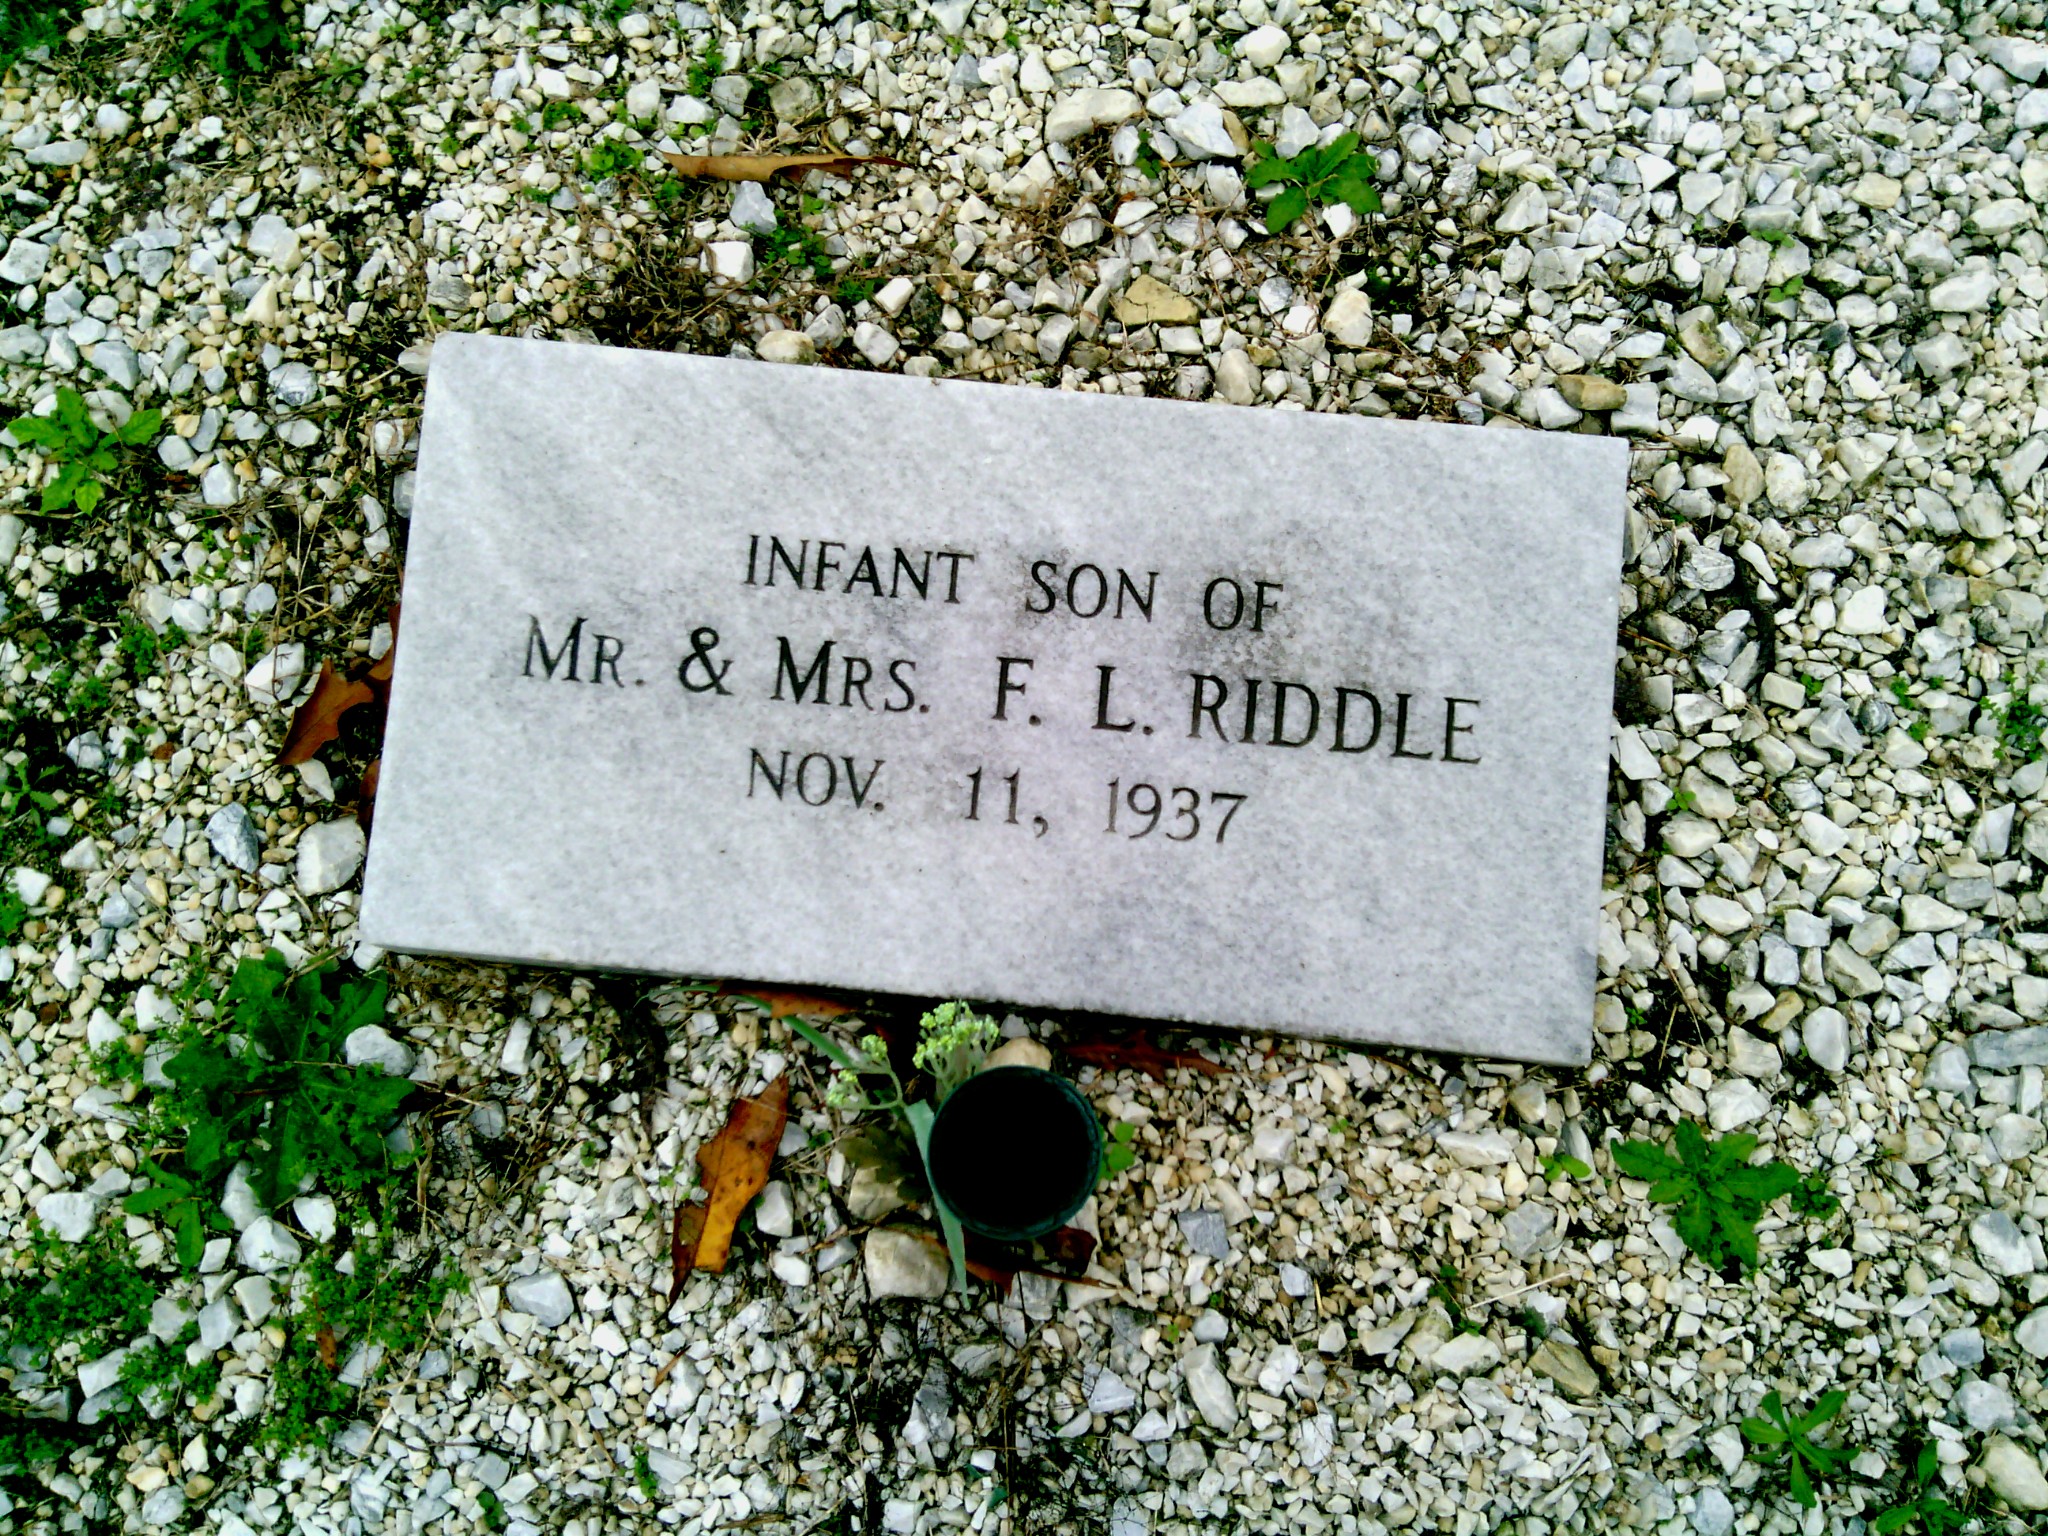 INFANT SON OF
MR. & MRS. F. L. RIDDLE
NOV. 11, 1937